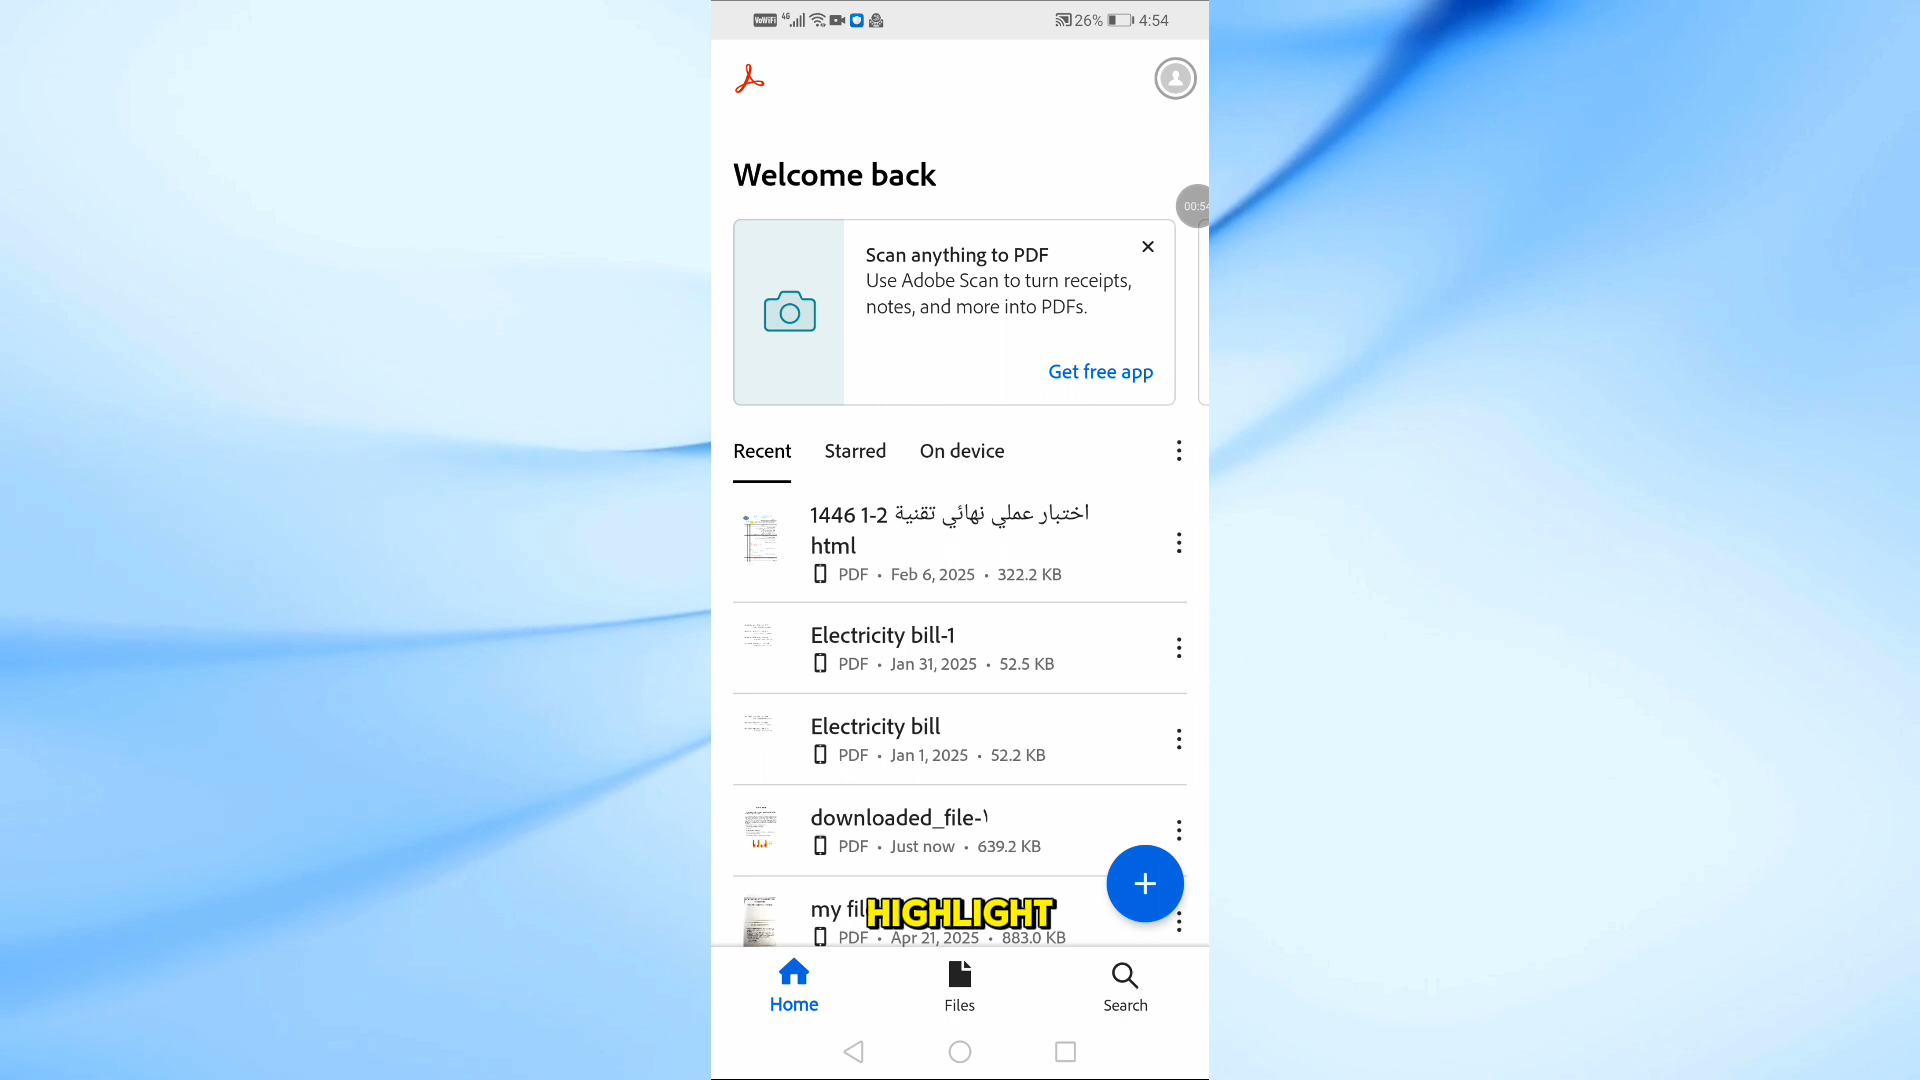 VoWiFi 4G 26% 4:54
Welcome back
00:54
Scan anything to PDF
Use Adobe Scan to turn receipts,
notes, and more into PDFs.
Get free app
Recent Starred On device
اختبار عملي نهائي تقنية 2-1 1446
html
PDF • Feb 6, 2025 • 322.2 KB
Electricity bill-1
PDF • Jan 31, 2025 • 52.5 KB
Electricity bill
PDF • Jan 1, 2025 • 52.2 KB
downloaded_file-١
PDF • Just now • 639.2 KB
my
HIGHLIGHT
PDF • Apr 21, 2025 • 883.0 KB
Home Files Search